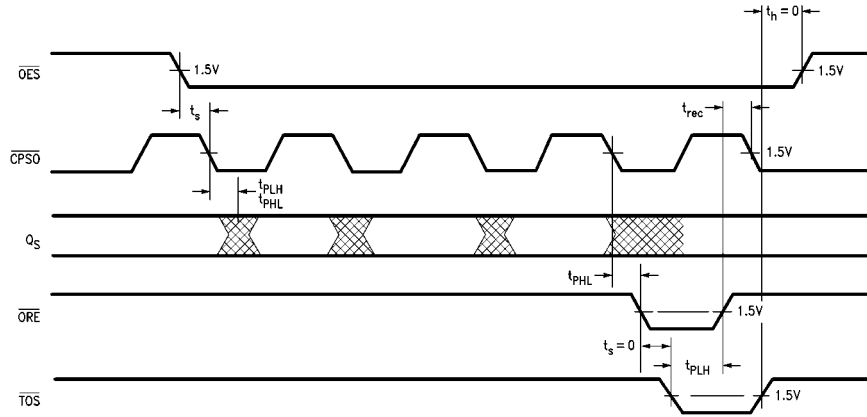 t_h = 0
OES
1.5V
1.5V
t_s
t_rec
CPSO
1.5V
t_PLH
t_PHL
Q_S
t_PHL
ORE
1.5V
t_s = 0
t_PLH
TOS
1.5V